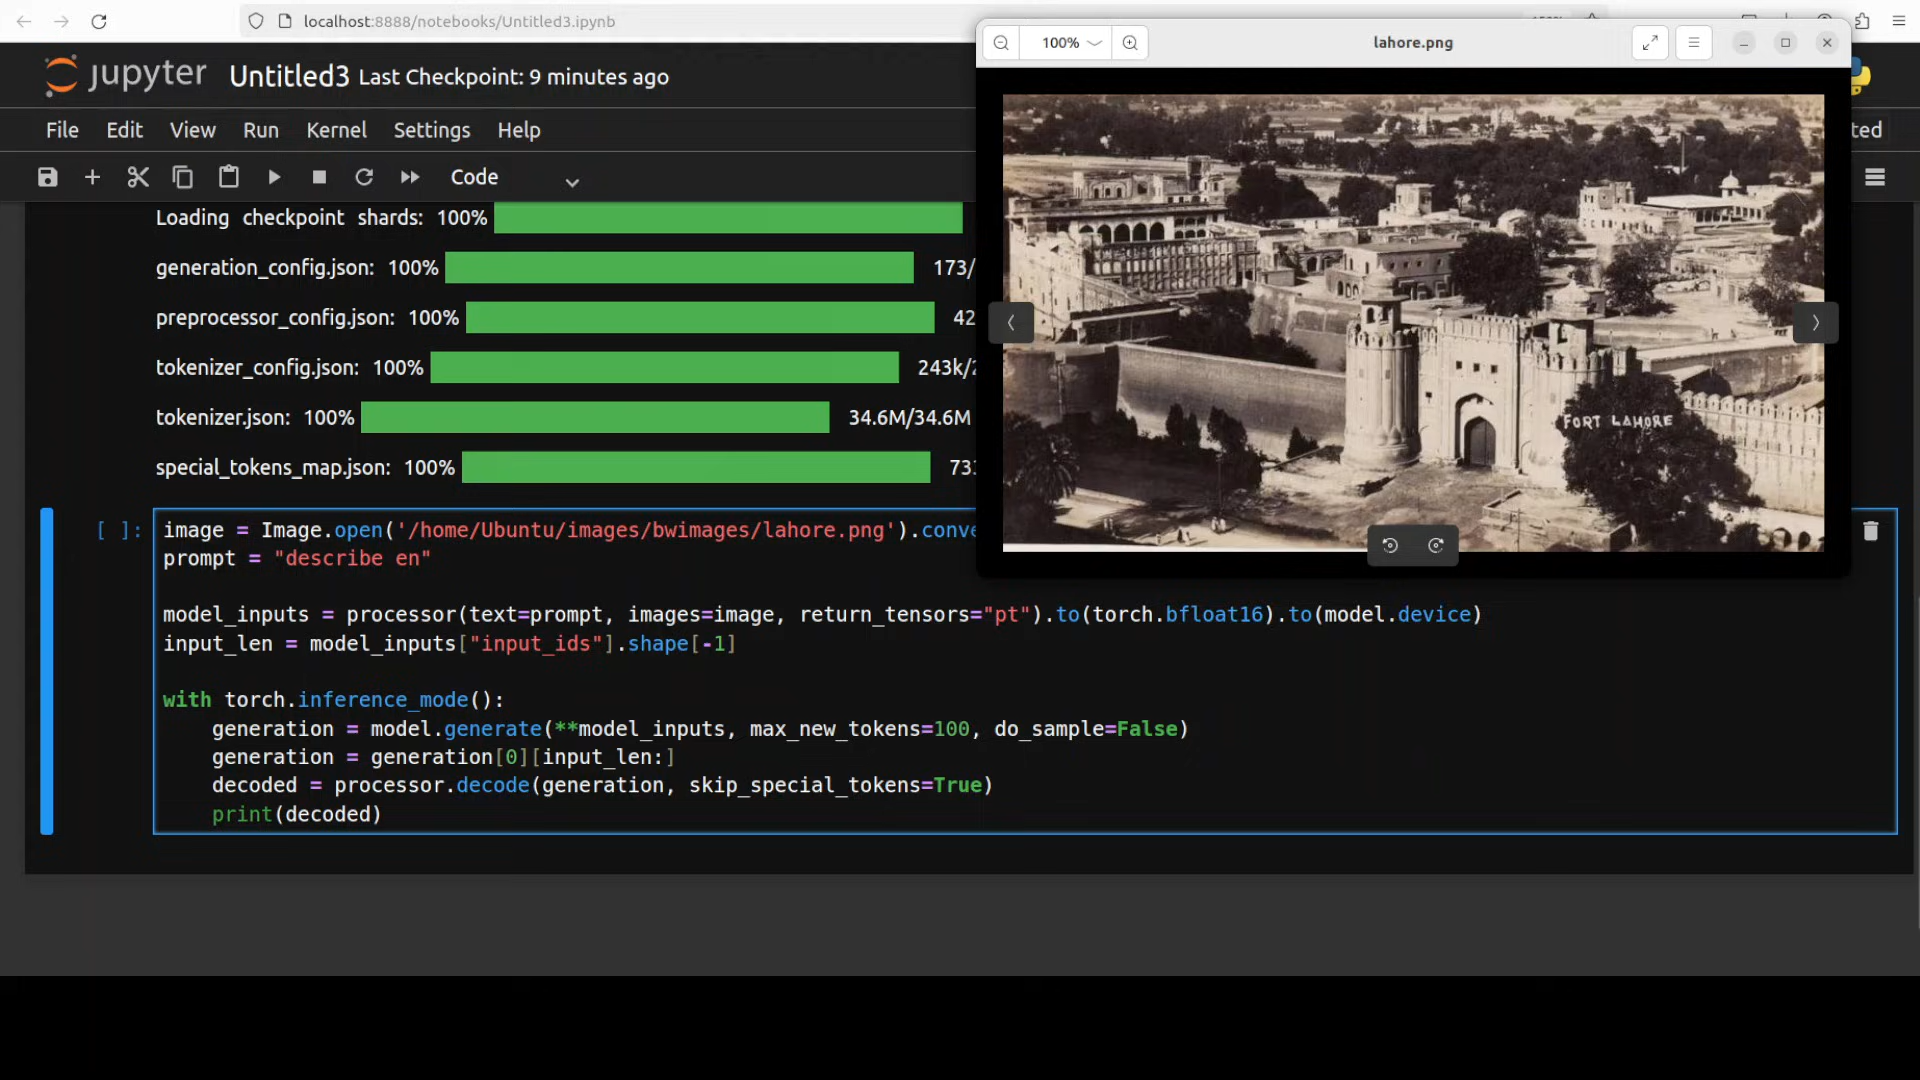 localhost:8888/notebooks/Untitled3.ipynb
100%
lahore.png
jupyter Untitled3 Last Checkpoint: 9 minutes ago
ted
File Edit View Run Kernel Settings Help
Code
Loading checkpoint shards: 100%
generation_config.json: 100% 173/
preprocessor_config.json: 100% 42
tokenizer_config.json: 100% 243k/
tokenizer.json: 100% 34.6M/34.6M
special_tokens_map.json: 100% 733
FORT LAHORE
[ ]: image = Image.open('/home/Ubuntu/images/bwimages/lahore.png').conve
prompt = "describe en"
model_inputs = processor(text=prompt, images=image, return_tensors="pt").to(torch.bfloat16).to(model.device)
input_len = model_inputs["input_ids"].shape[-1]
with torch.inference_mode():
generation = model.generate(**model_inputs, max_new_tokens=100, do_sample=False)
generation = generation[0][input_len:]
decoded = processor.decode(generation, skip_special_tokens=True)
print(decoded)